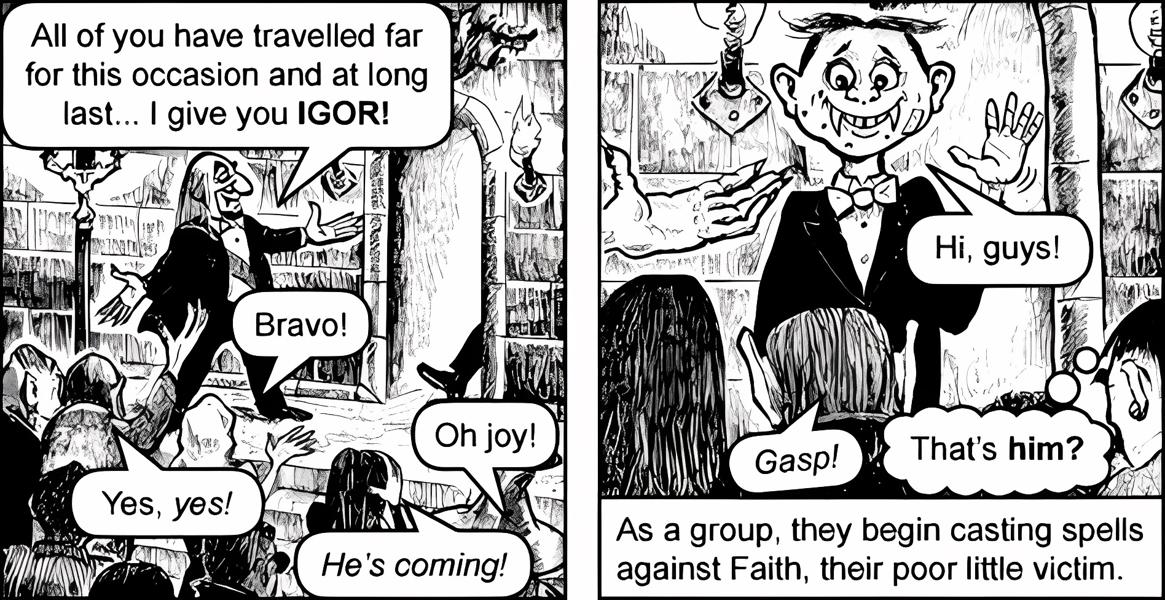 All of you have travelled far
for this occasion and at long
last... I give you IGOR!
Bravo!
Oh joy!
Yes, yes!
He's coming!
Hi, guys!
Gasp!
That's him?
As a group, they begin casting spells
against Faith, their poor little victim.